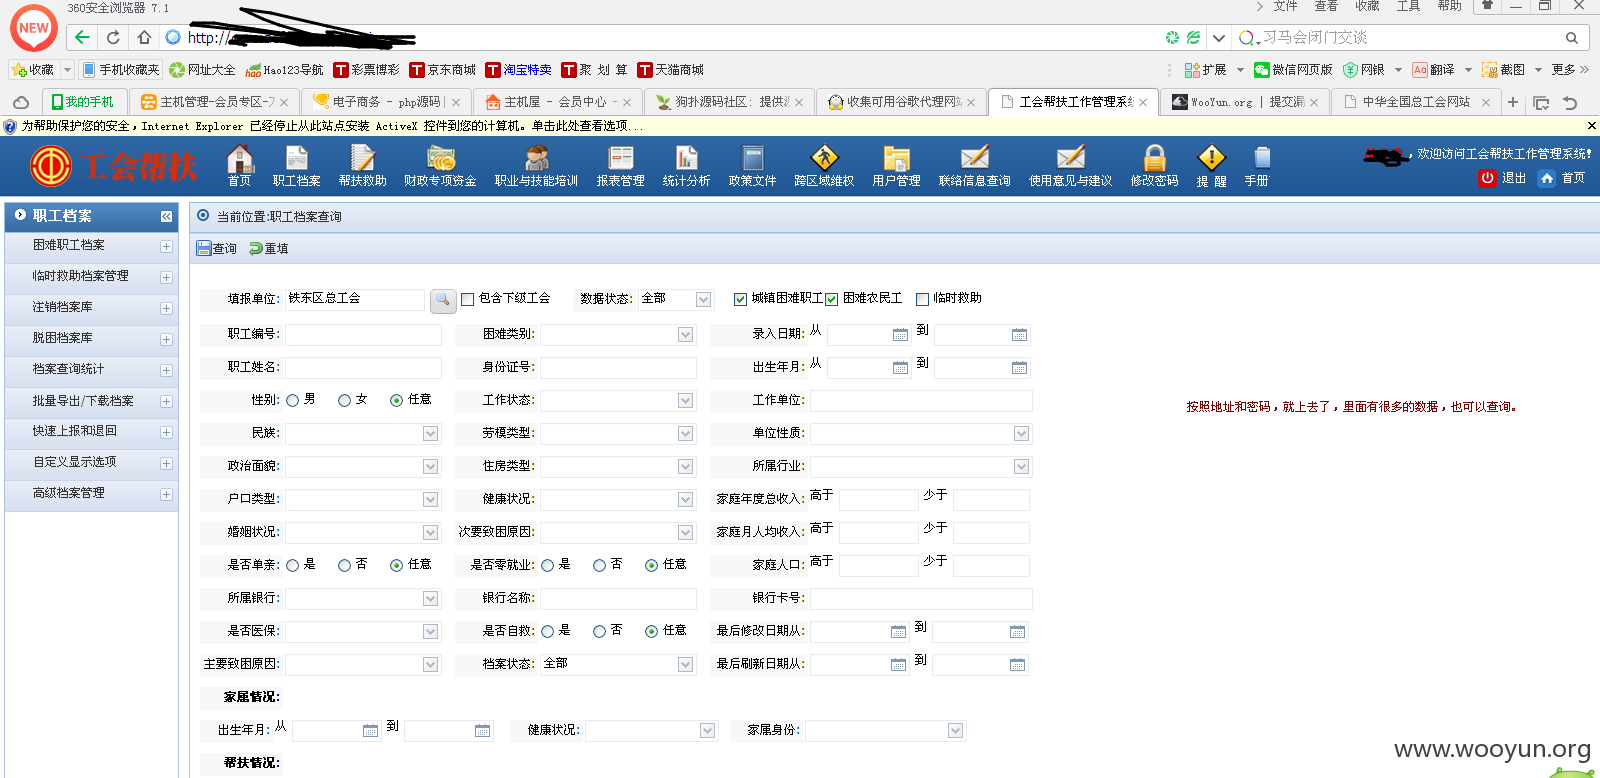 360安全浏览器 7.1
文件 查看 收藏 工具 帮助
NEW
http://
习马会闭门交谈
收藏 手机收藏夹 网址大全 Hao123导航 彩票博彩 京东商城 淘宝特卖 聚 划 算 天猫商城
扩展 微信网页版 网银 翻译 截图 更多
我的手机 主机管理-会员专区-万 电子商务 - php源码 主机屋 - 会员中心 - 狗扑源码社区: 提供源 收集可用谷歌代理网站 工会帮扶工作管理系统 WooYun.org | 提交漏 中华全国总工会网站
为帮助保护您的安全，Internet Explorer 已经停止从此站点安装 ActiveX 控件到您的计算机。单击此处查看选项...
工会帮扶
首页 职工档案 帮扶救助 财政专项资金 职业与技能培训 报表管理 统计分析 政策文件 跨区域维权 用户管理 联络信息查询 使用意见与建议 修改密码 提 醒 手册
，欢迎访问工会帮扶工作管理系统!
退出 首页
职工档案
困难职工档案
临时救助档案管理
注销档案库
脱困档案库
档案查询统计
批量导出/下载档案
快速上报和退回
自定义显示选项
高级档案管理
当前位置:职工档案查询
查询 重填
填报单位: 铁东区总工会 包含下级工会 数据状态: 全部 城镇困难职工 困难农民工 临时救助
职工编号: 困难类别: 录入日期: 从 到
职工姓名: 身份证号: 出生年月: 从 到
性别: 男 女 任意 工作状态: 工作单位:
民族: 劳模类型: 单位性质:
政治面貌: 住房类型: 所属行业:
户口类型: 健康状况: 家庭年度总收入: 高于 少于
婚姻状况: 次要致困原因: 家庭月人均收入: 高于 少于
是否单亲: 是 否 任意 是否零就业: 是 否 任意 家庭人口: 高于 少于
所属银行: 银行名称: 银行卡号:
是否医保: 是否自救: 是 否 任意 最后修改日期从: 到
主要致困原因: 档案状态: 全部 最后刷新日期从: 到
家属情况:
出生年月: 从 到 健康状况: 家属身份:
帮扶情况:
按照地址和密码，就上去了，里面有很多的数据，也可以查询。
www.wooyun.org